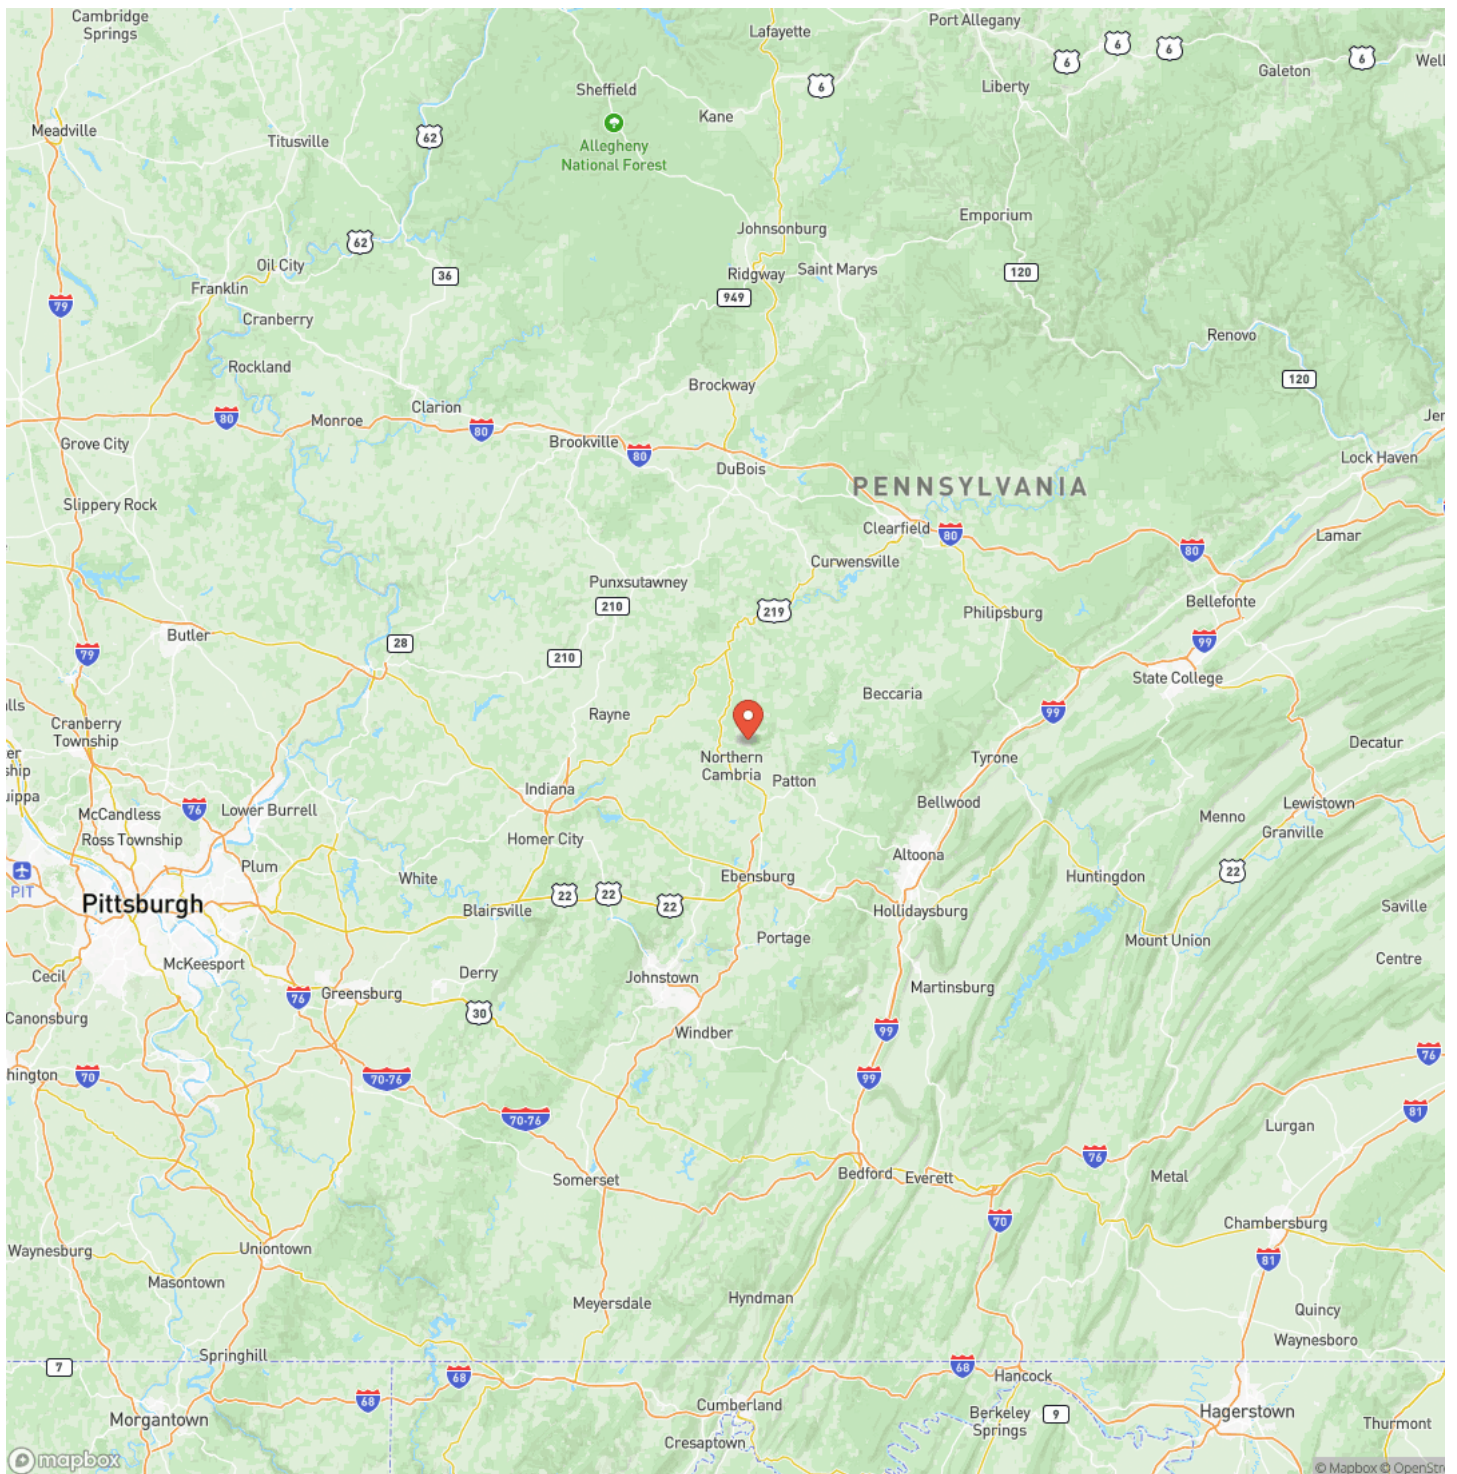 Cambridge
Springs
Lafayette
Port Allegany
6
6
6
6
6
Well
Galeton
Liberty
Sheffield
Kane
Meadville
Titusville
62
Allegheny
National Forest
Emporium
Johnsonburg
62
Oil City
36
Ridgway
Saint Marys
120
Franklin
949
79
Cranberry
Renovo
Rockland
Brockway
120
Clarion
Monroe
80
80
Jer
Grove City
Brookville
80
DuBois
Lock Haven
PENNSYLVANIA
Slippery Rock
Clearfield
80
Lamar
80
Curwensville
Punxsutawney
210
219
Philipsburg
Bellefonte
Butler
28
99
79
210
State College
Beccaria
alls
Rayne
99
Cranberry
Township
Decatur
er
ship
Northern
Cambria
Tyrone
Patton
uippa
Indiana
Bellwood
Lewistown
McCandless
76
Lower Burrell
Menno
Granville
Ross Township
Homer City
Altoona
Plum
PIT
White
Ebensburg
Huntingdon
22
22
22
22
Pittsburgh
Blairsville
Hollidaysburg
Saville
Portage
Mount Union
McKeesport
Centre
Cecil
Derry
Johnstown
Martinsburg
76
Greensburg
30
Canonsburg
Windber
99
76
hington
70
70-76
99
70-76
81
Lurgan
76
Somerset
Bedford
Everett
Metal
70
Chambersburg
Waynesburg
Uniontown
81
Masontown
Meyersdale
Hyndman
Quincy
Waynesboro
Springhill
7
68
68
68
Hancock
Cumberland
Berkeley
Springs
9
Hagerstown
Morgantown
Thurmont
Cresaptown
mapbox
© Mapbox © OpenStre